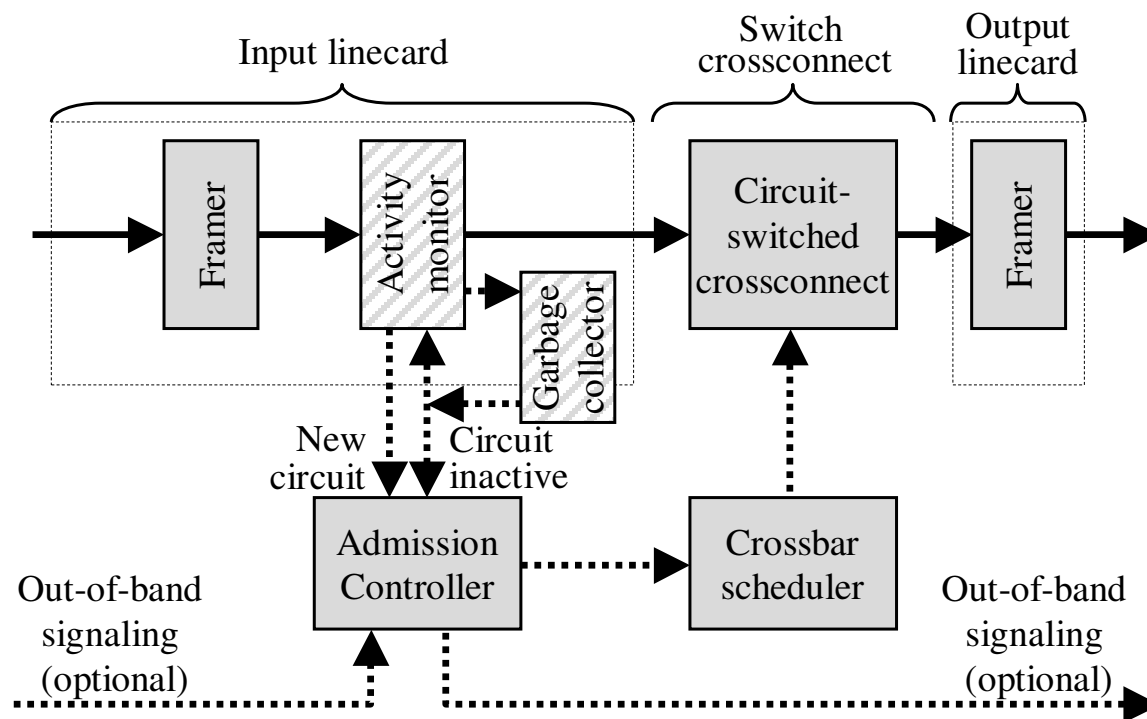 Input linecard
Switch
crossconnect
Output
linecard
Framer
Activity
monitor
Garbage
collector
Circuit-
switched
crossconnect
Framer
New
circuit
Circuit
inactive
Admission
Controller
Crossbar
scheduler
Out-of-band
signaling
(optional)
Out-of-band
signaling
(optional)